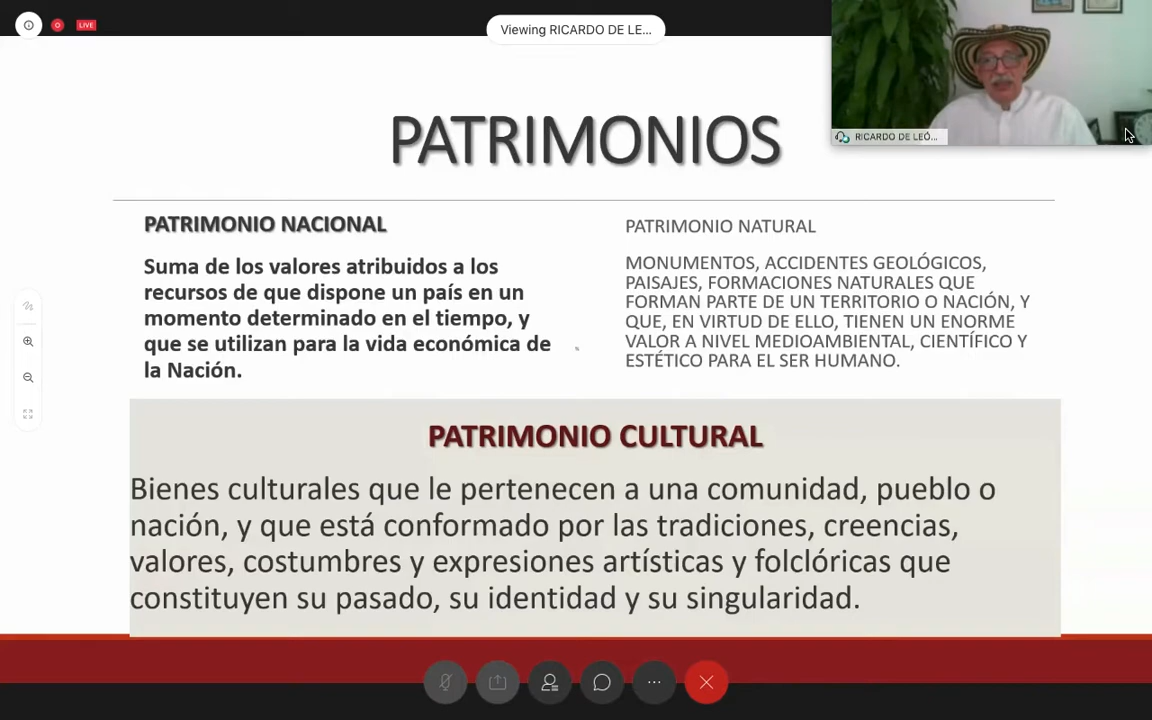 LIVE
Viewing RICARDO DE LE...
RICARDO DE LEÓ...
PATRIMONIOS
PATRIMONIO NACIONAL
Suma de los valores atribuidos a los
recursos de que dispone un país en un
momento determinado en el tiempo, y
que se utilizan para la vida económica de
la Nación.
PATRIMONIO NATURAL
MONUMENTOS, ACCIDENTES GEOLÓGICOS,
PAISAJES, FORMACIONES NATURALES QUE
FORMAN PARTE DE UN TERRITORIO O NACIÓN, Y
QUE, EN VIRTUD DE ELLO, TIENEN UN ENORME
VALOR A NIVEL MEDIOAMBIENTAL, CIENTÍFICO Y
ESTÉTICO PARA EL SER HUMANO.
PATRIMONIO CULTURAL
Bienes culturales que le pertenecen a una comunidad, pueblo o
nación, y que está conformado por las tradiciones, creencias,
valores, costumbres y expresiones artísticas y folclóricas que
constituyen su pasado, su identidad y su singularidad.